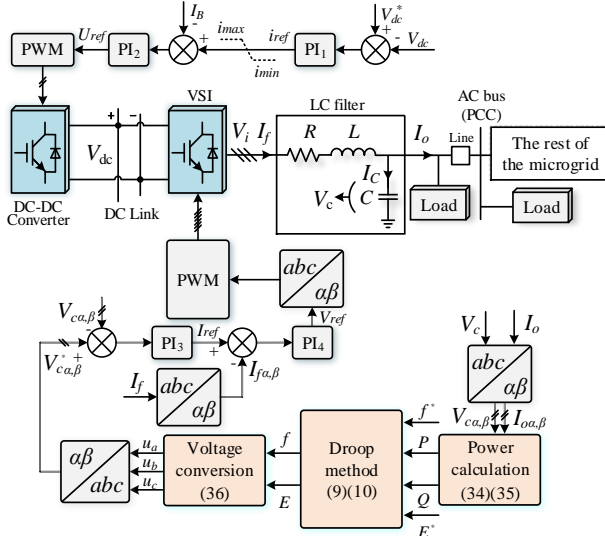 I_B
V_dc*
PWM
U_ref
PI_2
-
+
i_max
i_min
i_ref
PI_1
+
-
V_dc
VSI
+
-
V_dc
DC-DC
Converter
DC Link
V_i
I_f
LC filter
R
L
I_C
V_c
C
I_o
Line
AC bus
(PCC)
The rest of
the microgrid
Load
Load
PWM
abc
αβ
V_cα,β
-
V_cα,β*
+
PI_3
I_ref
+
-
I_fα,β
PI_4
V_ref
I_f
abc
αβ
V_c
I_o
abc
αβ
V_cα,β
I_oα,β
αβ
abc
u_a
u_b
u_c
Voltage
conversion
(36)
f
E
Droop
method
(9)(10)
f*
P
Q
E*
Power
calculation
(34)(35)